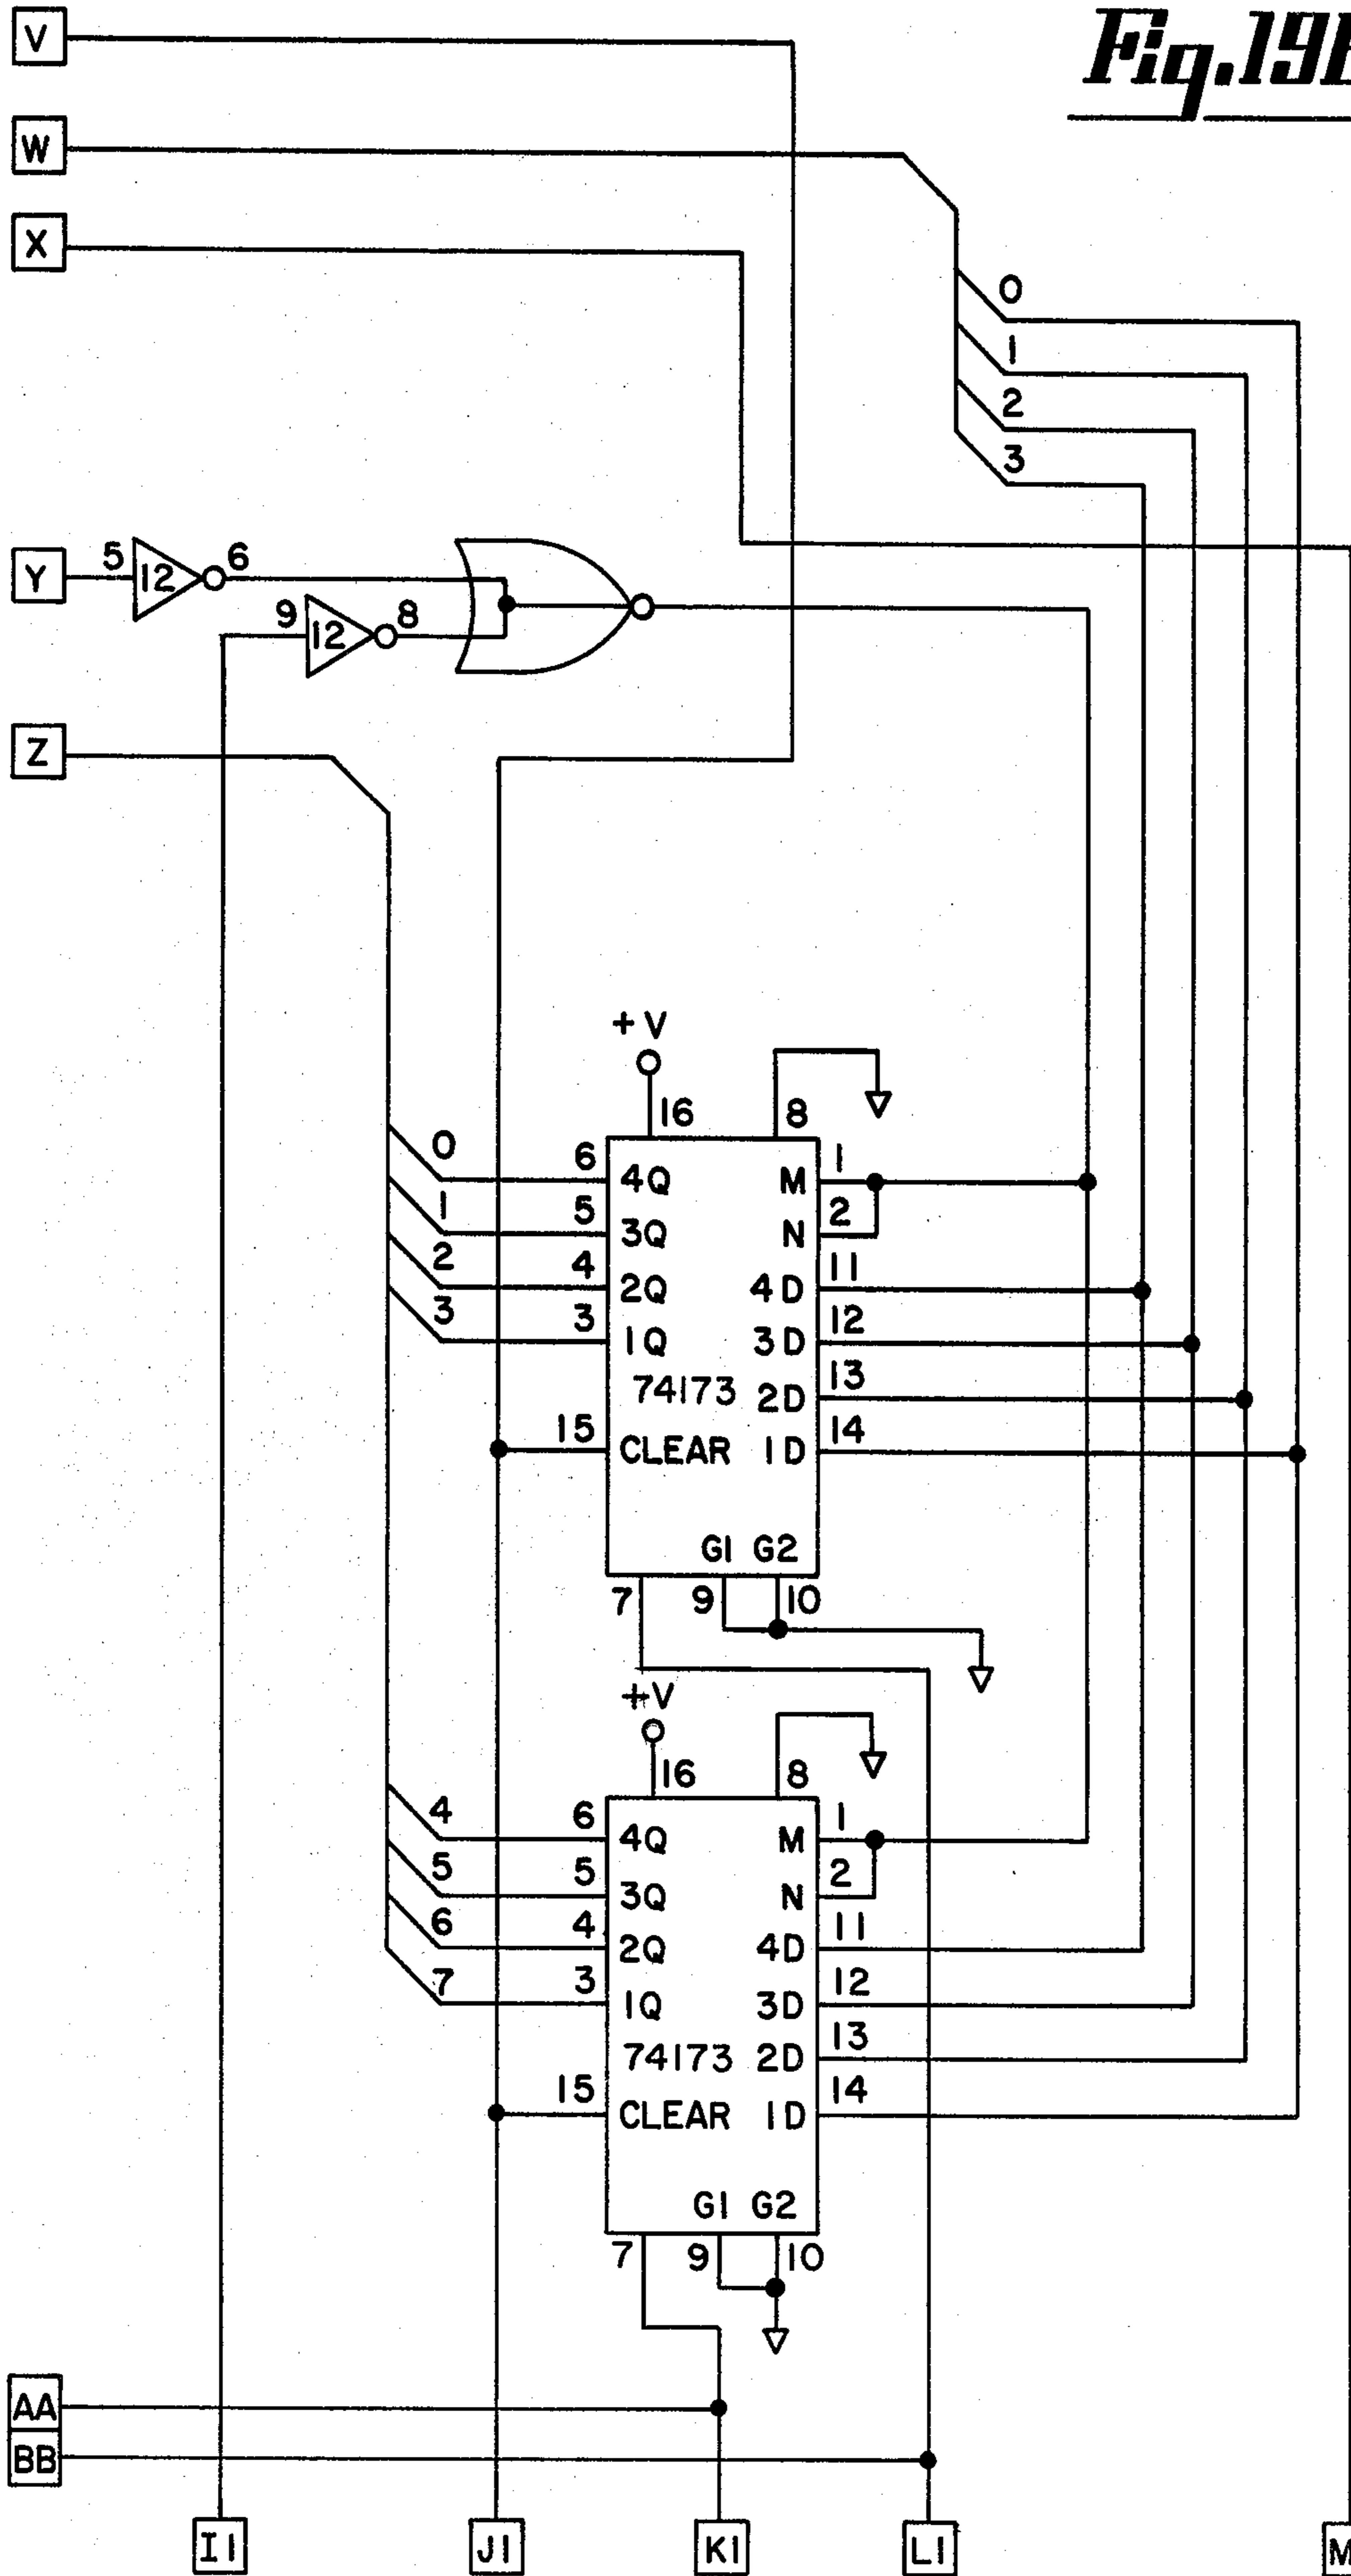 Fig.19
V
W
X
0
1
2
3
Y
5
12
6
9
12
8
Z
+V
16
8
0
1
2
3
6
4Q
M
1
5
3Q
N
2
4
2Q
4D
11
3
1Q
3D
12
74173
2D
13
15
CLEAR
1D
14
G1
G2
7
9
10
+V
16
8
4
5
6
7
6
4Q
M
1
5
3Q
N
2
4
2Q
4D
11
3
1Q
3D
12
74173
2D
13
15
CLEAR
1D
14
G1
G2
7
9
10
AA
BB
I1
J1
K1
L1
M